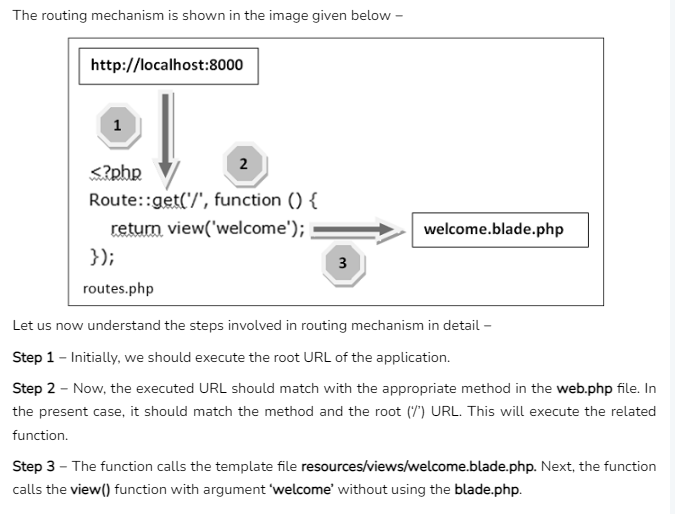 The routing mechanism is shown in the image given below –
http://localhost:8000
1
2
<?php
Route::get('/', function () {
return view('welcome');
welcome.blade.php
3
});
routes.php
Let us now understand the steps involved in routing mechanism in detail –
Step 1 – Initially, we should execute the root URL of the application.
Step 2 – Now, the executed URL should match with the appropriate method in the web.php file. In
the present case, it should match the method and the root ('/') URL. This will execute the related
function.
Step 3 – The function calls the template file resources/views/welcome.blade.php. Next, the function
calls the view() function with argument 'welcome' without using the blade.php.